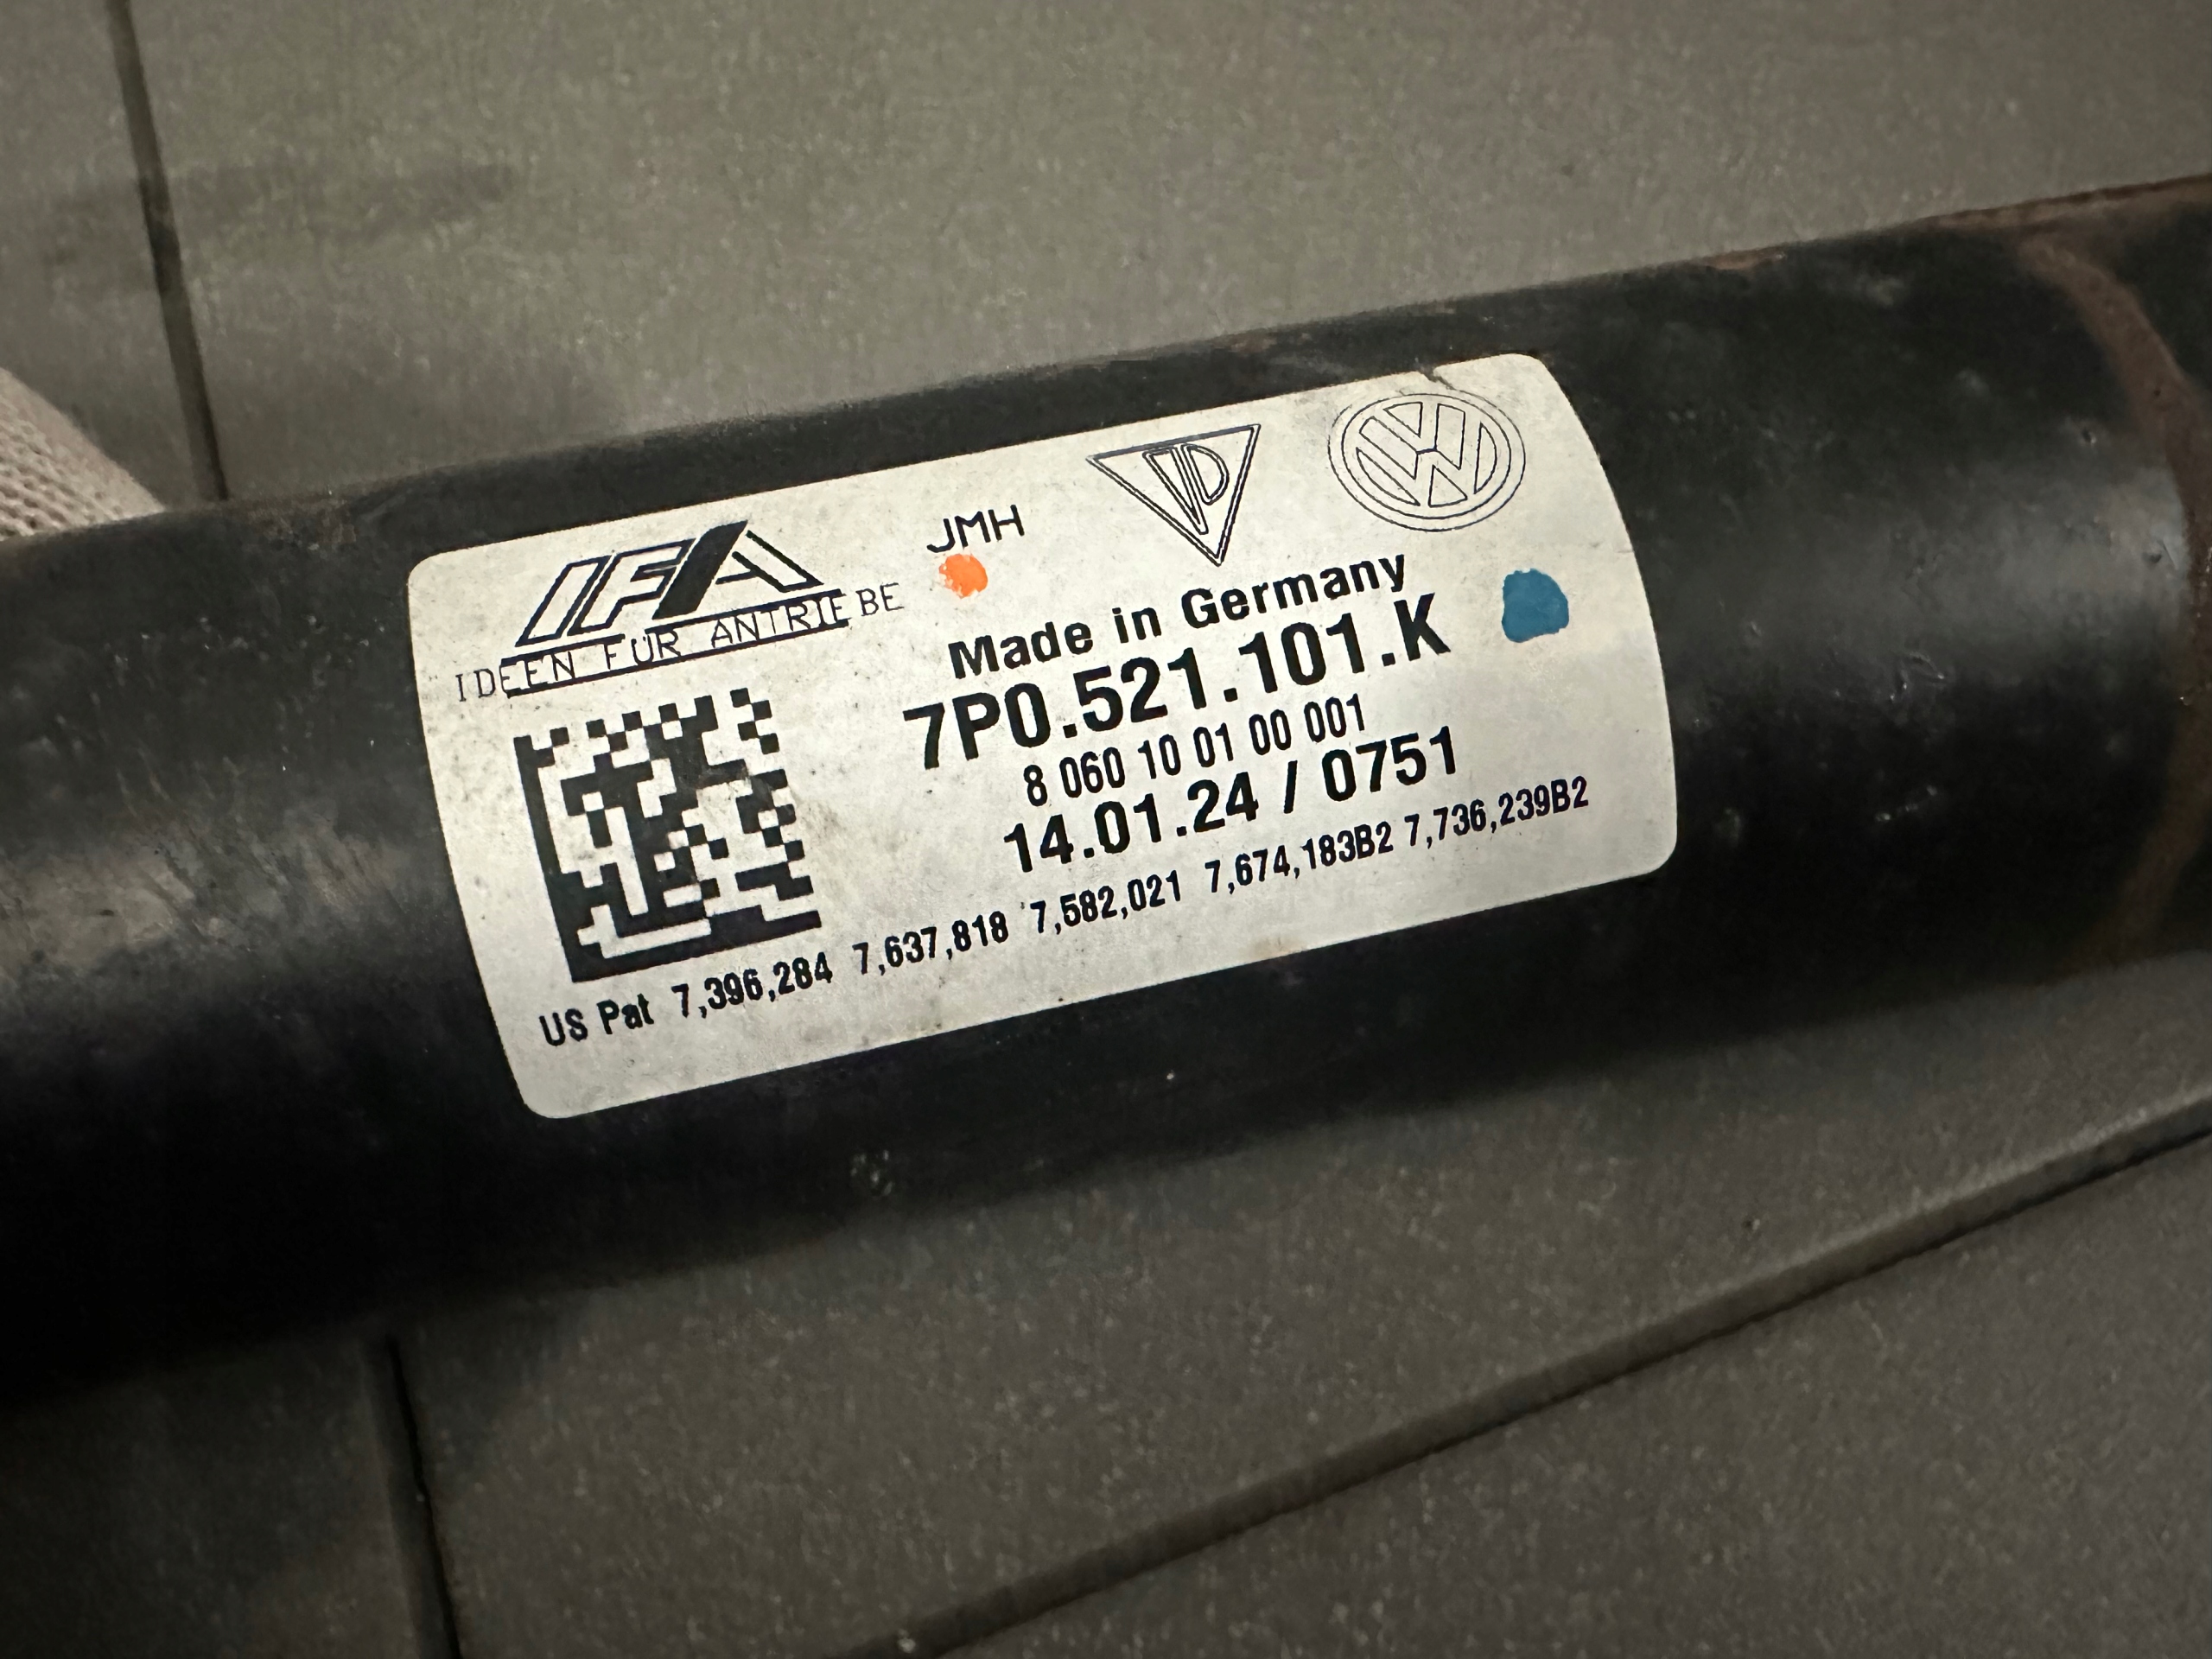 IFA
IDEEN FÜR ANTRIEBE
JMH
Made in Germany
7P0.521.101.K
8 060 10 01 00 001
14.01.24 / 0751
US Pat 7,396,284 7,637,818 7,582,021 7,674,183B2 7,736,239B2